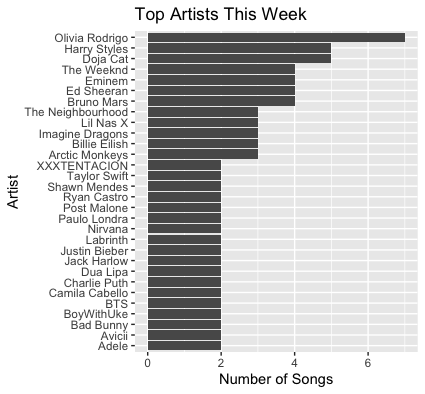 Top Artists This Week
Artist
Olivia Rodrigo
Harry Styles
Doja Cat
The Weeknd
Eminem
Ed Sheeran
Bruno Mars
The Neighbourhood
Lil Nas X
Imagine Dragons
Billie Eilish
Arctic Monkeys
XXXTENTACION
Taylor Swift
Shawn Mendes
Ryan Castro
Post Malone
Paulo Londra
Nirvana
Labrinth
Justin Bieber
Jack Harlow
Dua Lipa
Charlie Puth
Camila Cabello
BTS
BoyWithUke
Bad Bunny
Avicii
Adele
0 2 4 6
Number of Songs